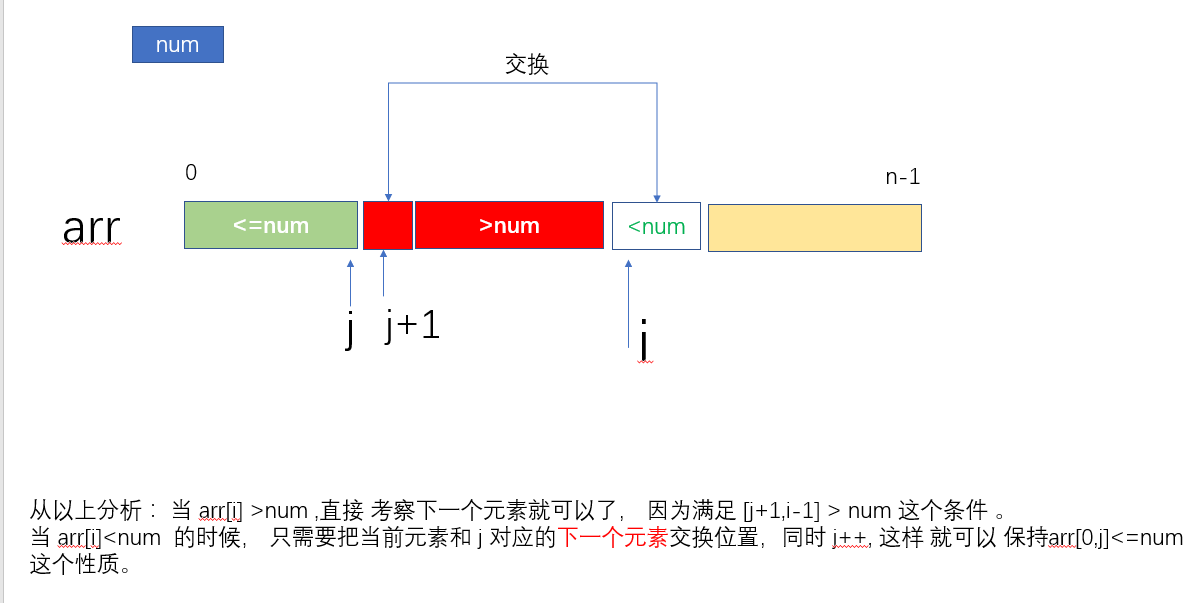 num
交换
0
n-1
arr
<=num
>num
<num
j
j+1
i
从以上分析： 当 arr[i] >num ,直接 考察下一个元素就可以了， 因为满足 [j+1,i-1] > num 这个条件 。
当 arr[i]<num 的时候， 只需要把当前元素和 j 对应的下一个元素交换位置，同时 j++, 这样 就可以 保持arr[0,j]<=num
这个性质。